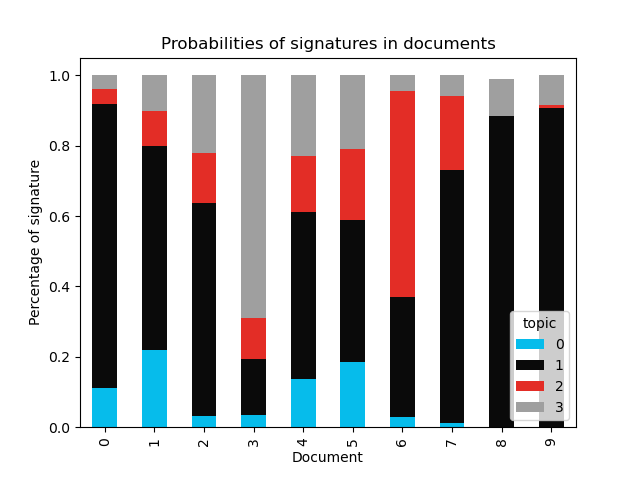 Probabilities of signatures in documents
Percentage of signature
1.0
0.8
0.6
0.4
0.2
0.0
topic
0
1
2
3
0 1 2 3 4 5 6 7 8 9
Document